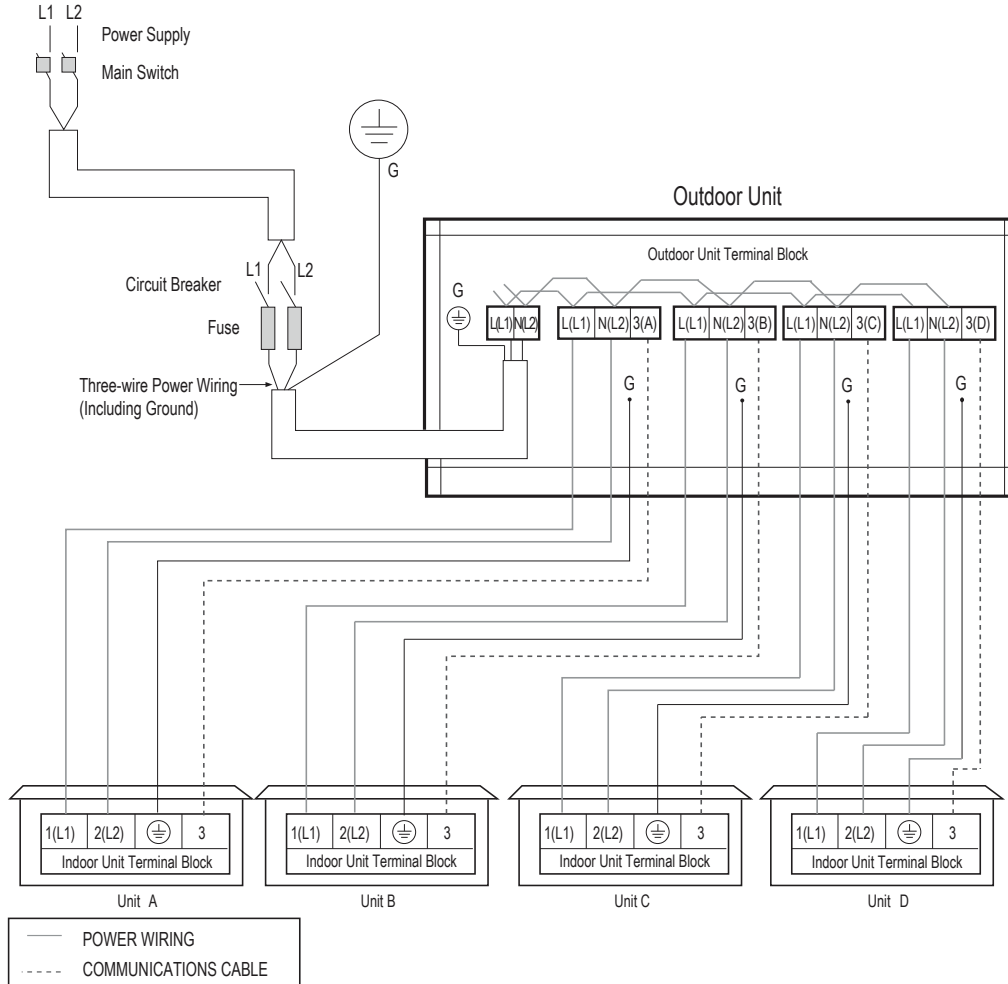 L1 L2
Power Supply
Main Switch
G
Outdoor Unit
Outdoor Unit Terminal Block
L1 L2
Circuit Breaker
Fuse
G
L(L1) N(L2)
L(L1) N(L2) 3(A)
L(L1) N(L2) 3(B)
L(L1) N(L2) 3(C)
L(L1) N(L2) 3(D)
G G G G
Three-wire Power Wiring
(Including Ground)
1(L1) 2(L2) 3
Indoor Unit Terminal Block
Unit A
1(L1) 2(L2) 3
Indoor Unit Terminal Block
Unit B
1(L1) 2(L2) 3
Indoor Unit Terminal Block
Unit C
1(L1) 2(L2) 3
Indoor Unit Terminal Block
Unit D
POWER WIRING
COMMUNICATIONS CABLE